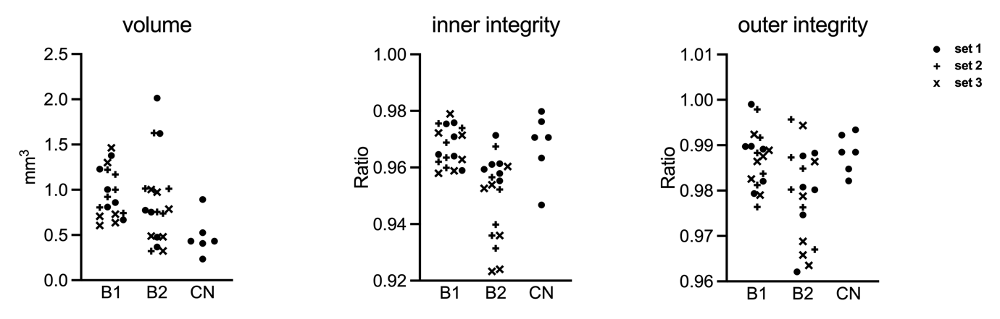 volume
2.5
2.0
1.5
1.0
0.5
0.0
mm³
B1 B2 CN
inner integrity
1.00
0.98
0.96
0.94
0.92
Ratio
B1 B2 CN
outer integrity
1.01
1.00
0.99
0.98
0.97
0.96
Ratio
B1 B2 CN
set 1
set 2
set 3